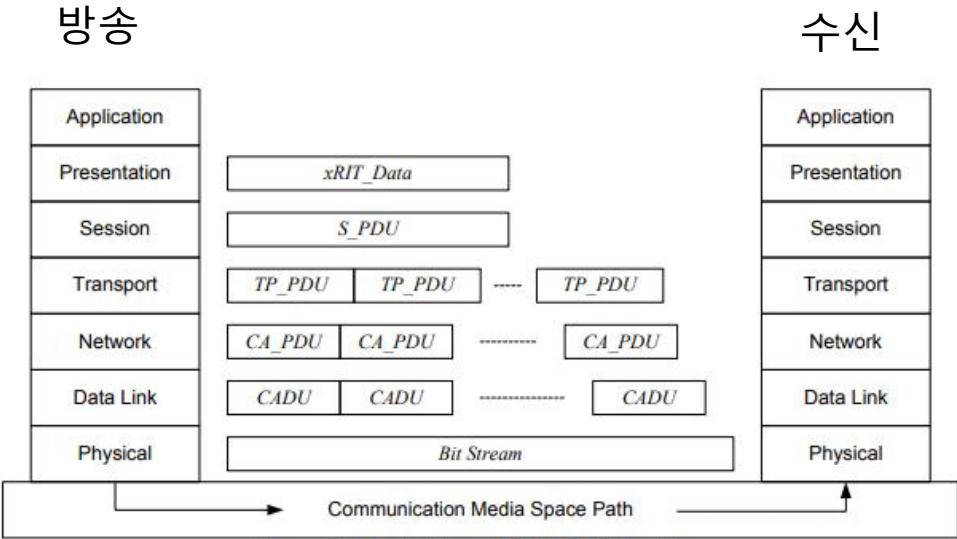 방송 수신
Application Application
Presentation xRIT_Data Presentation
Session S_PDU Session
Transport TP_PDU TP_PDU ----- TP_PDU Transport
Network CA_PDU CA_PDU ---------- CA_PDU Network
Data Link CADU CADU --------------- CADU Data Link
Physical Bit Stream Physical
Communication Media Space Path